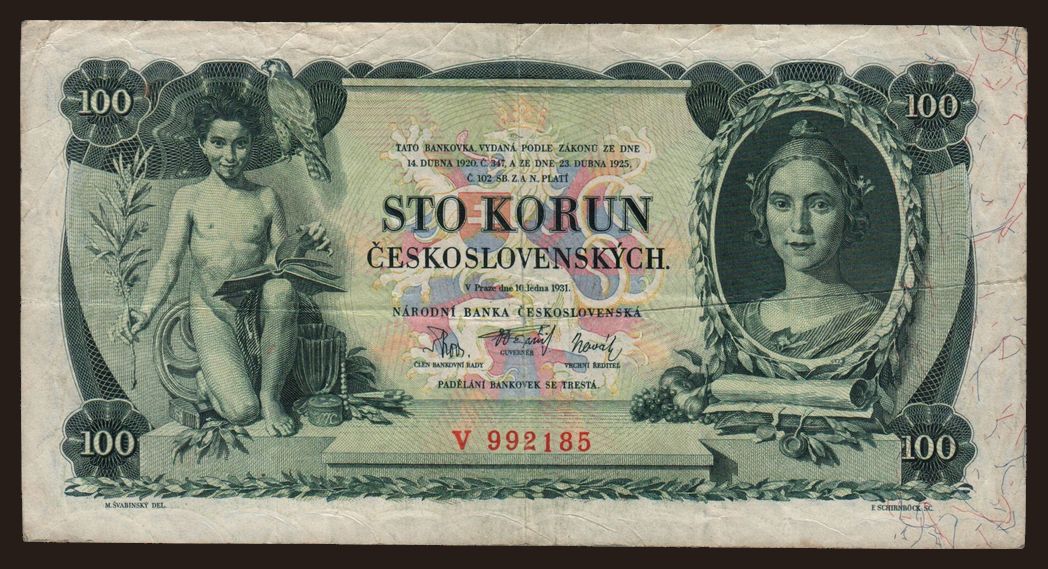 100
100
TATO BANKOVKA, VYDANÁ PODLE ZÁKONŮ ZE DNE
14. DUBNA 1920, Č. 347, A ZE DNE 23. DUBNA 1925,
Č. 102 SB. Z. A N., PLATÍ
STO KORUN
ČESKOSLOVENSKÝCH.
V Praze dne 10. ledna 1931.
NÁRODNÍ BANKA ČESKOSLOVENSKÁ
Novák
ČLEN BANKOVNÍ RADY
GUVERNÉR
VRCHNÍ ŘEDITEL
PADĚLÁNÍ BANKOVEK SE TRESTÁ.
100
V 992185
100
M. ŠVABINSKÝ DEL.
F. SCHIRNBÖCK SC.